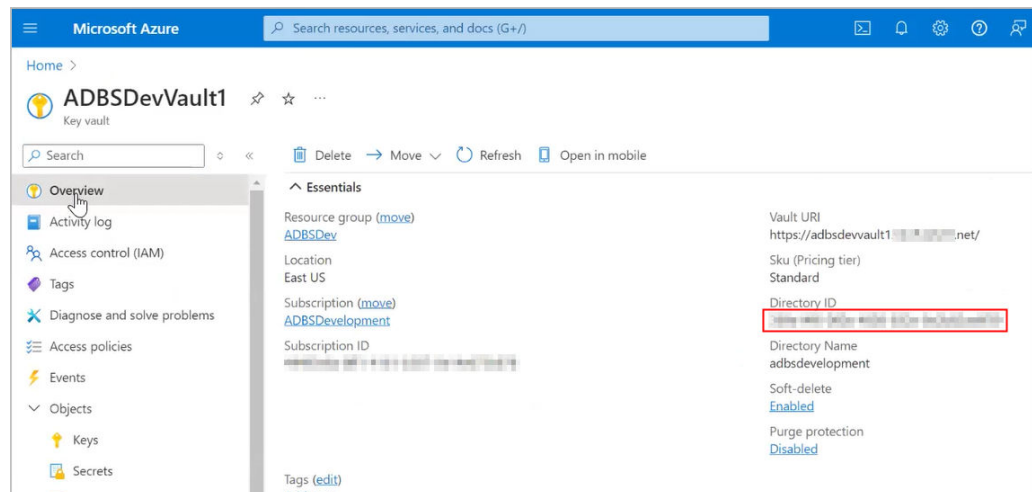 Microsoft Azure
Search resources, services, and docs (G+/)
Home >
ADBSDevVault1
Key vault
Search
Delete
Move
Refresh
Open in mobile
Overview
Activity log
Access control (IAM)
Tags
Diagnose and solve problems
Access policies
Events
Objects
Keys
Secrets
Essentials
Resource group (move)
ADBSDev
Location
East US
Subscription (move)
ADBSDevelopment
Subscription ID
Tags (edit)
Vault URI
https://adbsdevvault1 .net/
Sku (Pricing tier)
Standard
Directory ID
Directory Name
adbsdevelopment
Soft-delete
Enabled
Purge protection
Disabled